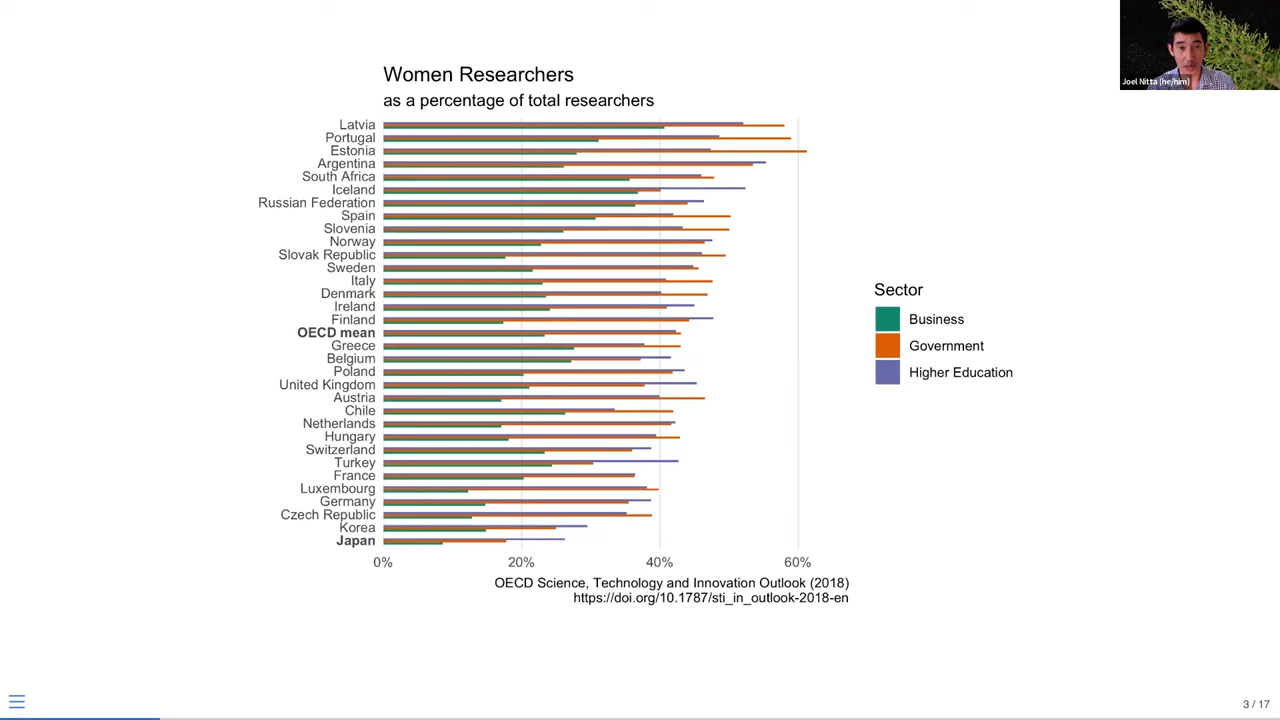 Joel Nitta (he/him)
Women Researchers
as a percentage of total researchers
Latvia
Portugal
Estonia
Argentina
South Africa
Iceland
Russian Federation
Spain
Slovenia
Norway
Slovak Republic
Sweden
Italy
Denmark
Ireland
Finland
OECD mean
Greece
Belgium
Poland
United Kingdom
Austria
Chile
Netherlands
Hungary
Switzerland
Turkey
France
Luxembourg
Germany
Czech Republic
Korea
Japan
0% 20% 40% 60%
OECD Science, Technology and Innovation Outlook (2018)
https://doi.org/10.1787/sti_in_outlook-2018-en
Sector
Business
Government
Higher Education
3 / 17